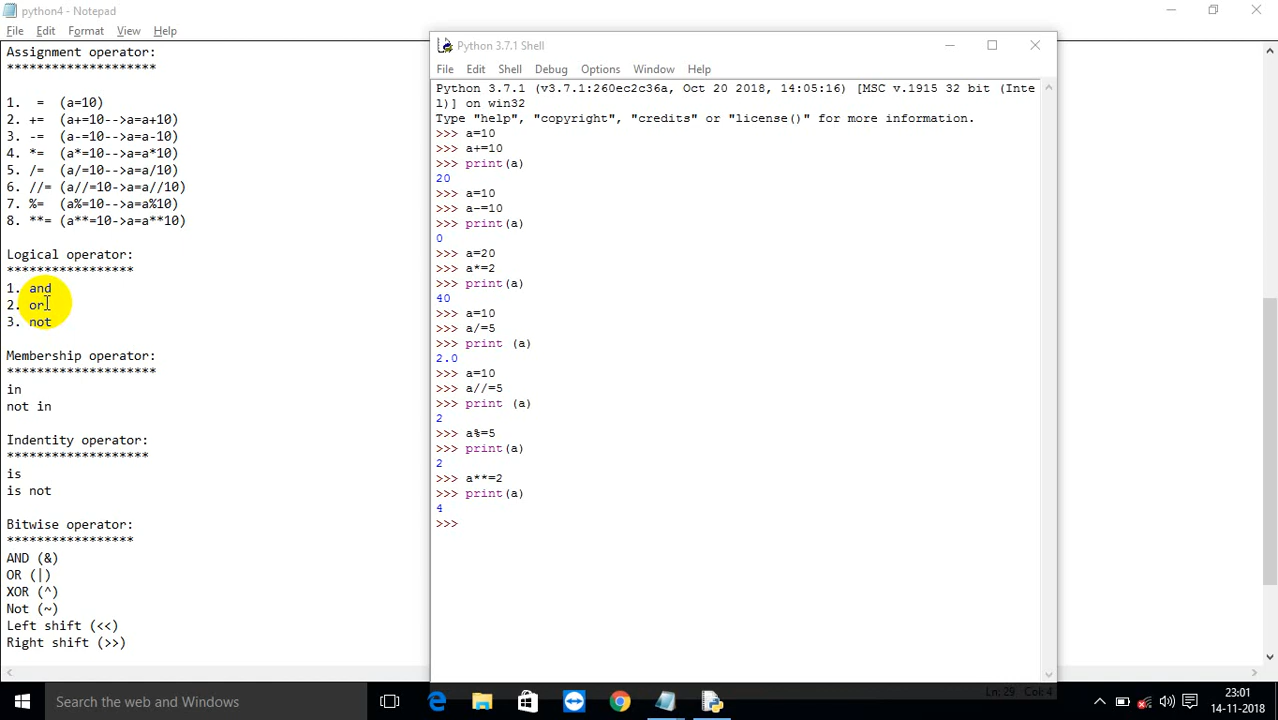 python4 - Notepad
File Edit Format View Help
Assignment operator:
********************
1.  =  (a=10)
2. +=  (a+=10-->a=a+10)
3. -=  (a-=10-->a=a-10)
4. *=  (a*=10-->a=a*10)
5. /=  (a/=10-->a=a/10)
6. //= (a//=10->a=a//10)
7. %=  (a%=10-->a=a%10)
8. **= (a**=10->a=a**10)
Logical operator:
*****************
1. and
2. or
3. not
Membership operator:
********************
in
not in
Indentity operator:
*******************
is
is not
Bitwise operator:
*****************
AND (&)
OR (|)
XOR (^)
Not (~)
Left shift (<<)
Right shift (>>)
Python 3.7.1 Shell
File Edit Shell Debug Options Window Help
Python 3.7.1 (v3.7.1:260ec2c36a, Oct 20 2018, 14:05:16) [MSC v.1915 32 bit (Inte
l)] on win32
Type "help", "copyright", "credits" or "license()" for more information.
>>> a=10
>>> a+=10
>>> print(a)
20
>>> a=10
>>> a-=10
>>> print(a)
0
>>> a=20
>>> a*=2
>>> print(a)
40
>>> a=10
>>> a/=5
>>> print (a)
2.0
>>> a=10
>>> a//=5
>>> print (a)
2
>>> a%=5
>>> print(a)
2
>>> a**=2
>>> print(a)
4
>>>
Ln: 29 Col: 4
Search the web and Windows
23:01
14-11-2018